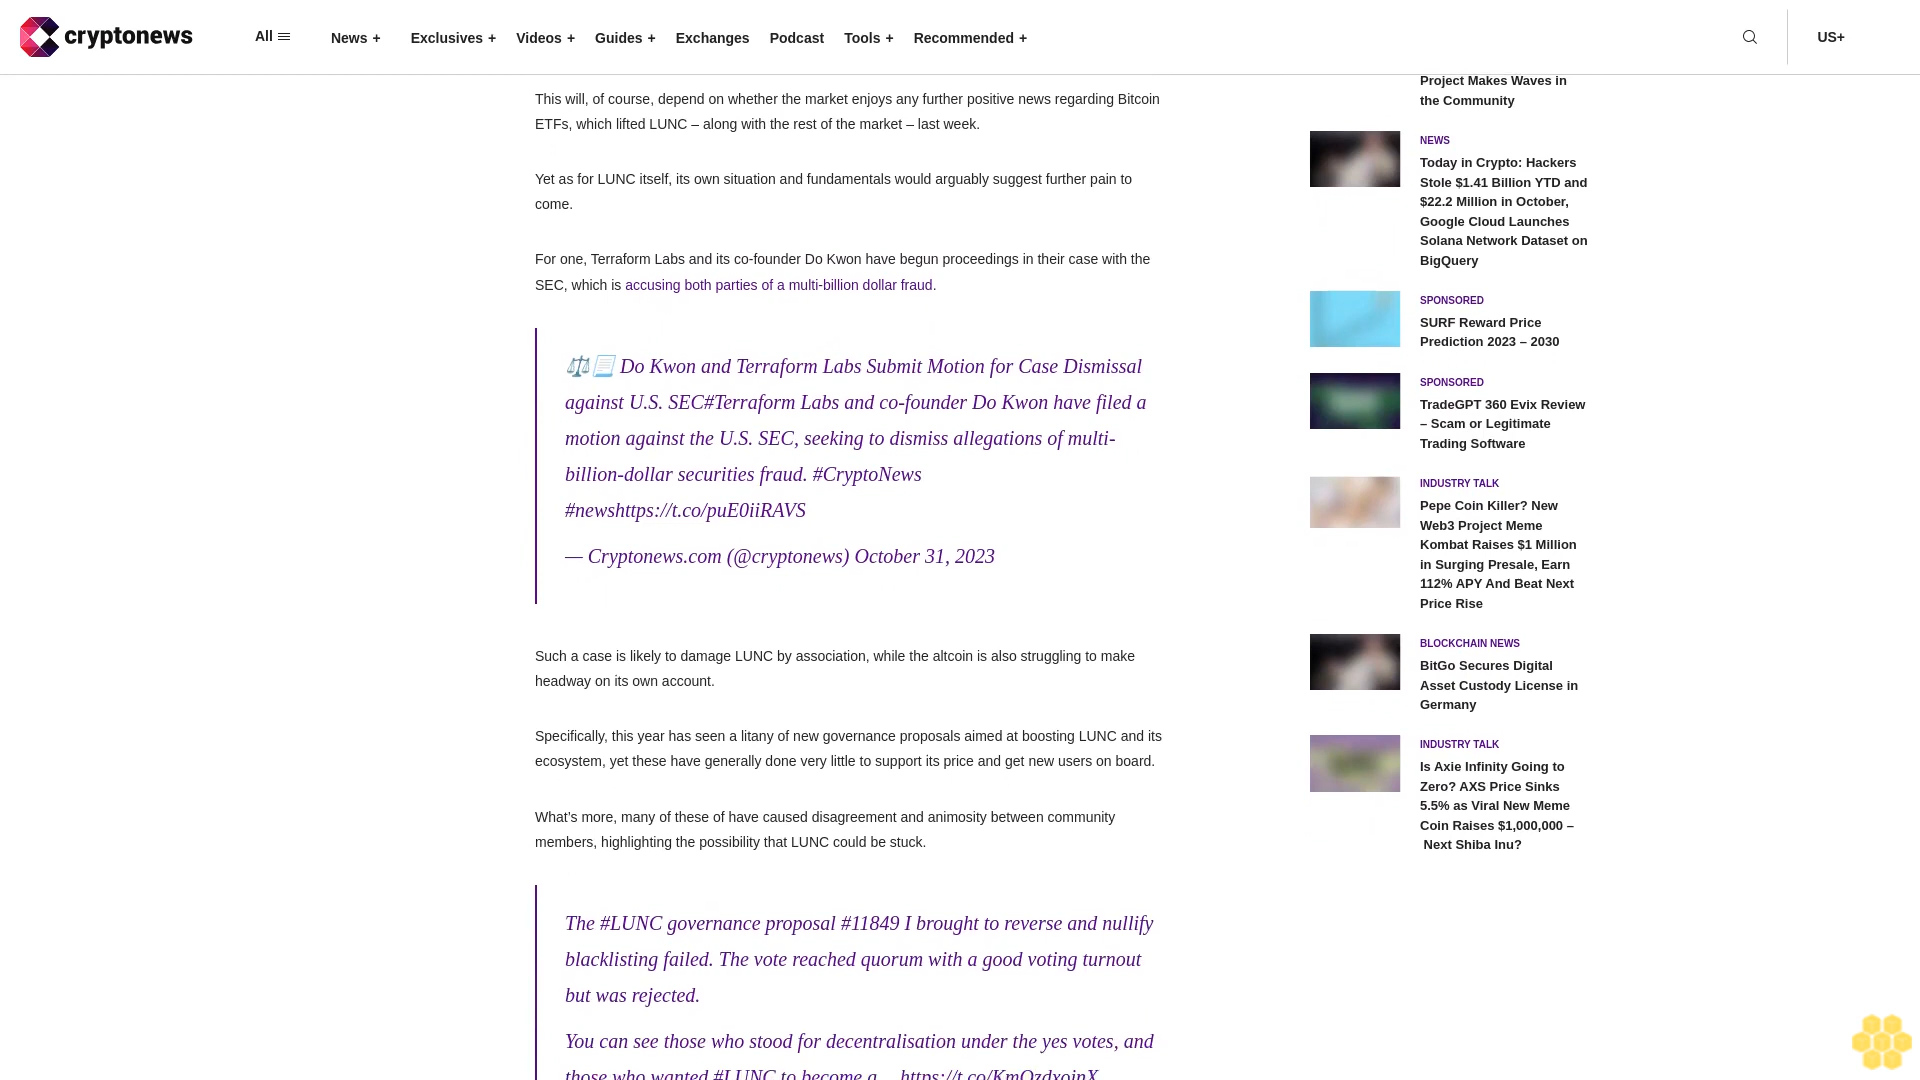 cryptonews
All
News +
Exclusives +
Videos +
Guides +
Exchanges
Podcast
Tools +
Recommended +
US+
This will, of course, depend on whether the market enjoys any further positive news regarding Bitcoin
ETFs, which lifted LUNC – along with the rest of the market – last week.
Yet as for LUNC itself, its own situation and fundamentals would arguably suggest further pain to
come.
For one, Terraform Labs and its co-founder Do Kwon have begun proceedings in their case with the
SEC, which is accusing both parties of a multi-billion dollar fraud.
⚖️📃 Do Kwon and Terraform Labs Submit Motion for Case Dismissal
against U.S. SEC#Terraform Labs and co-founder Do Kwon have filed a
motion against the U.S. SEC, seeking to dismiss allegations of multi-
billion-dollar securities fraud. #CryptoNews
#newshttps://t.co/puE0iiRAVS
— Cryptonews.com (@cryptonews) October 31, 2023
Such a case is likely to damage LUNC by association, while the altcoin is also struggling to make
headway on its own account.
Specifically, this year has seen a litany of new governance proposals aimed at boosting LUNC and its
ecosystem, yet these have generally done very little to support its price and get new users on board.
What’s more, many of these of have caused disagreement and animosity between community
members, highlighting the possibility that LUNC could be stuck.
The #LUNC governance proposal #11849 I brought to reverse and nullify
blacklisting failed. The vote reached quorum with a good voting turnout
but was rejected.
You can see those who stood for decentralisation under the yes votes, and
those who wanted #LUNC to become a… https://t.co/KmQzdxoinX
Project Makes Waves in
the Community
NEWS
Today in Crypto: Hackers
Stole $1.41 Billion YTD and
$22.2 Million in October,
Google Cloud Launches
Solana Network Dataset on
BigQuery
SPONSORED
SURF Reward Price
Prediction 2023 – 2030
SPONSORED
TradeGPT 360 Evix Review
– Scam or Legitimate
Trading Software
INDUSTRY TALK
Pepe Coin Killer? New
Web3 Project Meme
Kombat Raises $1 Million
in Surging Presale, Earn
112% APY And Beat Next
Price Rise
BLOCKCHAIN NEWS
BitGo Secures Digital
Asset Custody License in
Germany
INDUSTRY TALK
Is Axie Infinity Going to
Zero? AXS Price Sinks
5.5% as Viral New Meme
Coin Raises $1,000,000 –
Next Shiba Inu?